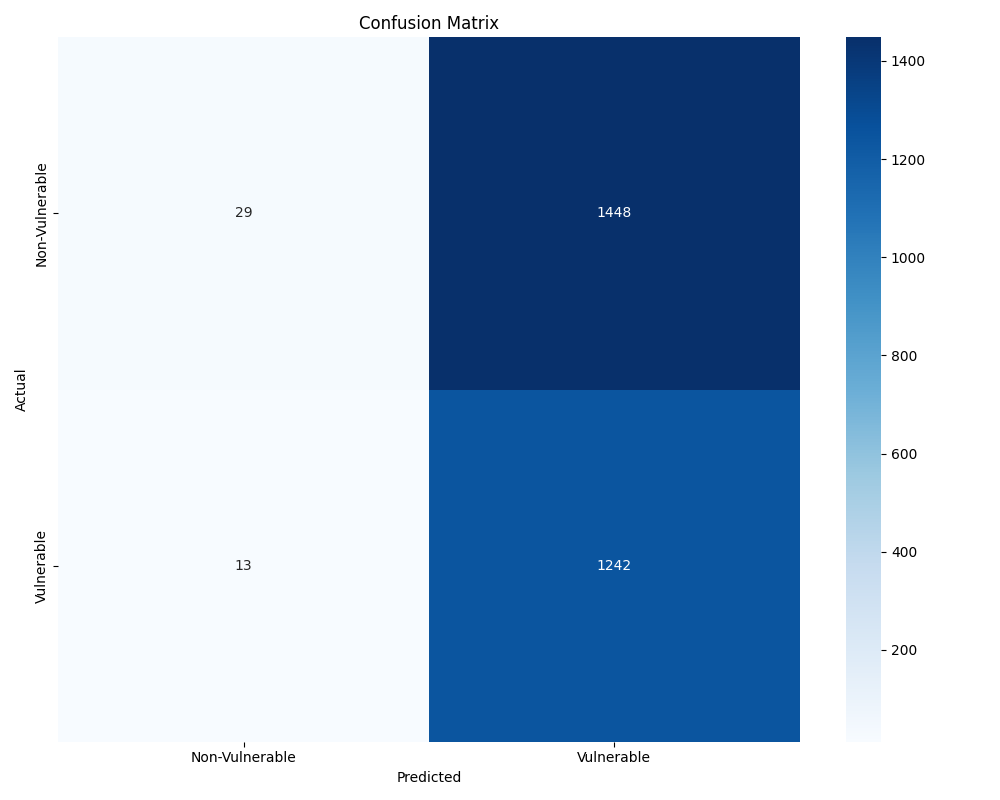 Confusion Matrix
Actual
Non-Vulnerable
Vulnerable
29
1448
13
1242
Non-Vulnerable
Vulnerable
Predicted
1400
1200
1000
800
600
400
200